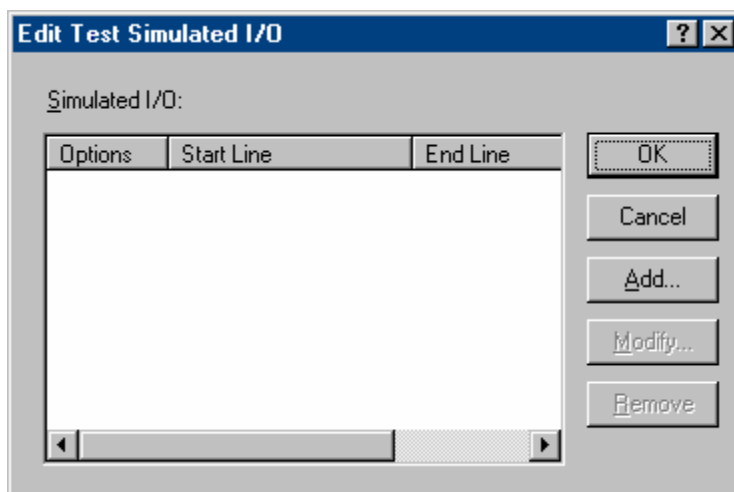 Edit Test Simulated I/O
Simulated I/O:
Options Start Line End Line
OK
Cancel
Add...
Modify...
Remove